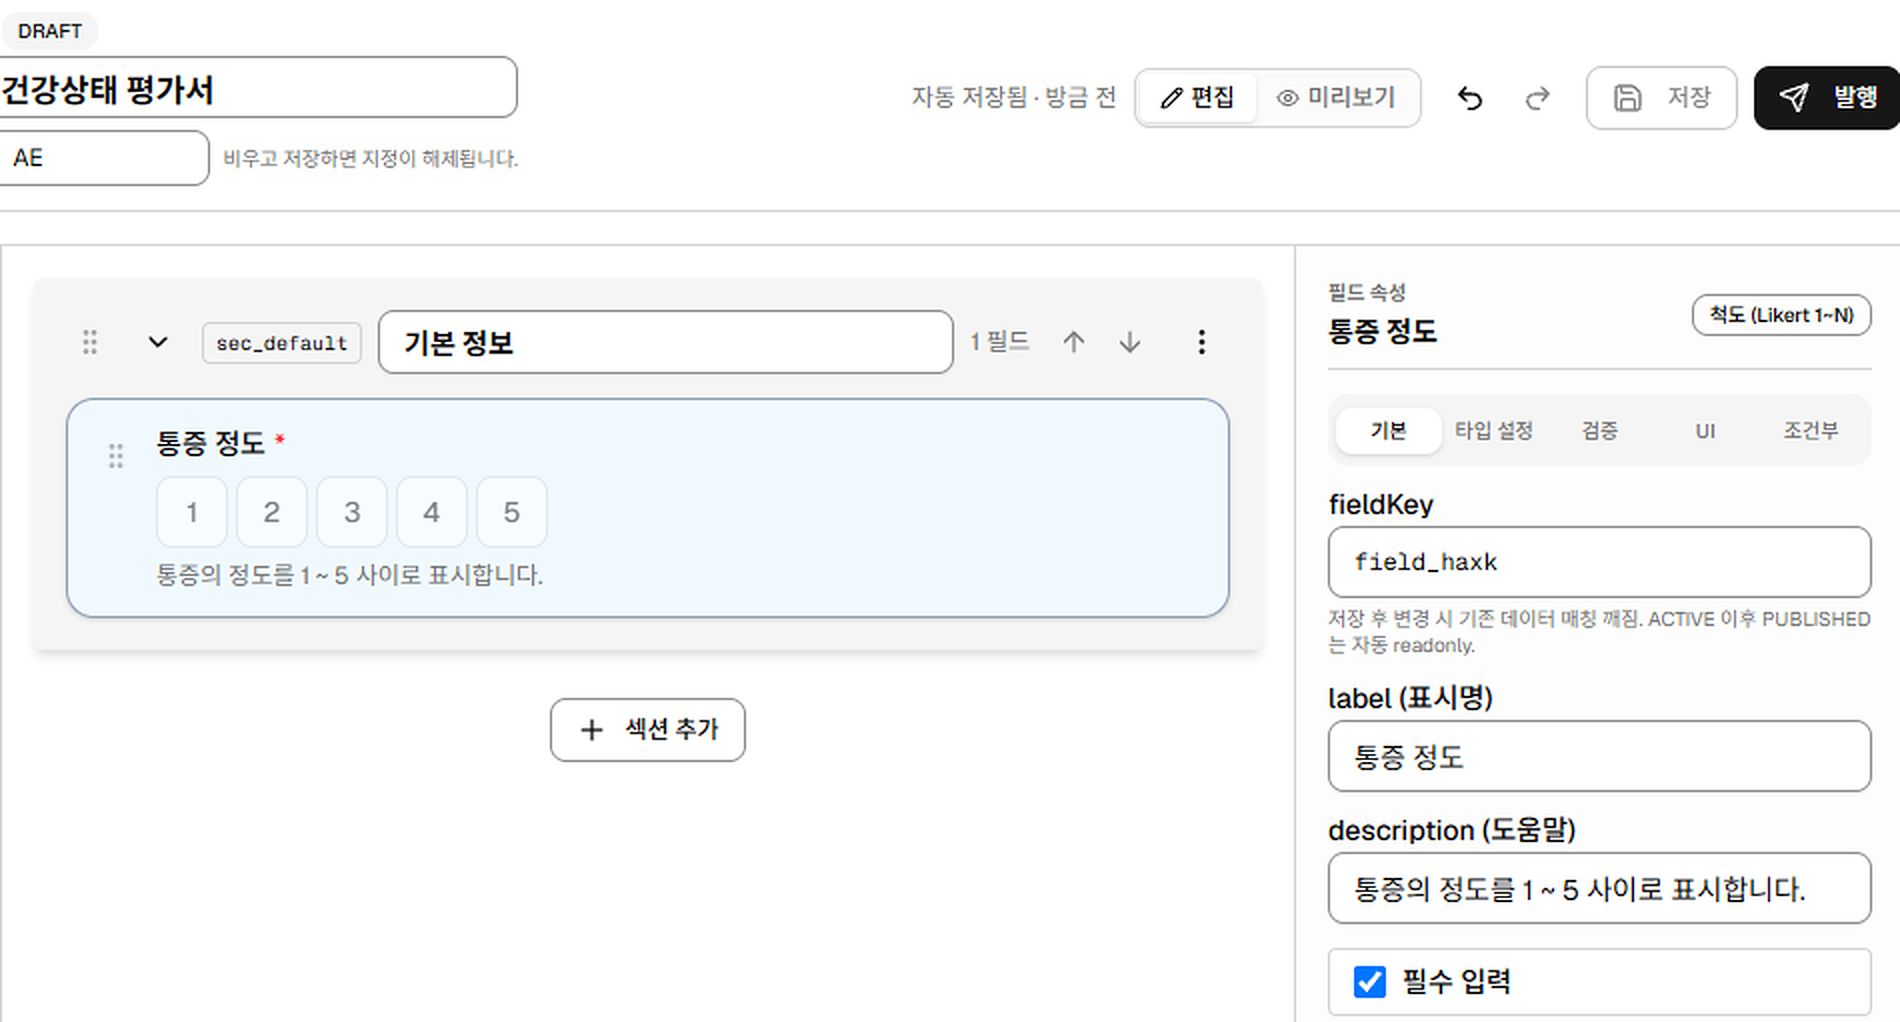 DRAFT
건강상태 평가서
자동 저장됨 · 방금 전
편집
미리보기
저장
발행
AE
비우고 저장하면 지정이 해제됩니다.
sec_default
기본 정보
1 필드
통증 정도 *
1 2 3 4 5
통증의 정도를 1 ~ 5 사이로 표시합니다.
섹션 추가
필드 속성
통증 정도
척도 (Likert 1~N)
기본 타입 설정 검증 UI 조건부
fieldKey
field_haxk
저장 후 변경 시 기존 데이터 매칭 깨짐. ACTIVE 이후 PUBLISHED
는 자동 readonly.
label (표시명)
통증 정도
description (도움말)
통증의 정도를 1 ~ 5 사이로 표시합니다.
필수 입력